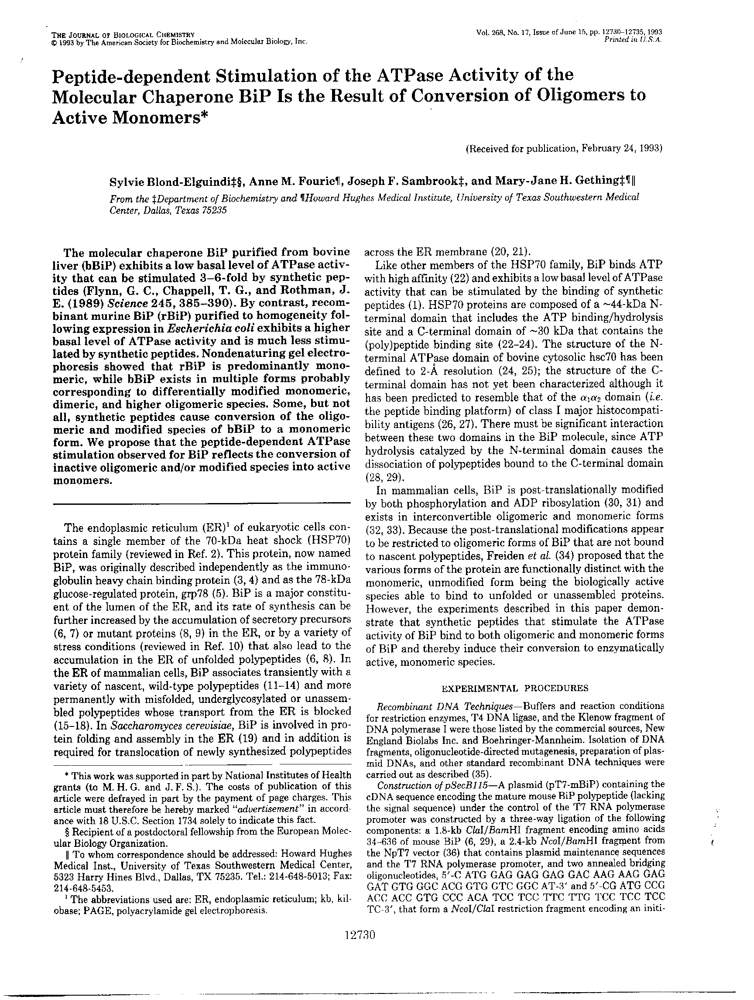 THE JOURNAL OF BIOLOGICAL CHEMISTRY
© 1993 by The American Society for Biochemistry and Molecular Biology, Inc.
Vol. 268, No. 17, Issue of June 15, pp. 12730-12735, 1993
Printed in U.S.A.
Peptide-dependent Stimulation of the ATPase Activity of the
Molecular Chaperone BiP Is the Result of Conversion of Oligomers to
Active Monomers*
(Received for publication, February 24, 1993)
Sylvie Blond-Elguindi‡§, Anne M. Fourie¶, Joseph F. Sambrook‡, and Mary-Jane H. Gething‡¶‖
From the ‡Department of Biochemistry and ¶Howard Hughes Medical Institute, University of Texas Southwestern Medical
Center, Dallas, Texas 75235
The molecular chaperone BiP purified from bovine
liver (bBiP) exhibits a low basal level of ATPase activ-
ity that can be stimulated 3-6-fold by synthetic pep-
tides (Flynn, G. C., Chappell, T. G., and Rothman, J.
E. (1989) Science 245, 385-390). By contrast, recom-
binant murine BiP (rBiP) purified to homogeneity fol-
lowing expression in Escherichia coli exhibits a higher
basal level of ATPase activity and is much less stimu-
lated by synthetic peptides. Nondenaturing gel electro-
phoresis showed that rBiP is predominantly mono-
meric, while bBiP exists in multiple forms probably
corresponding to differentially modified monomeric,
dimeric, and higher oligomeric species. Some, but not
all, synthetic peptides cause conversion of the oligo-
meric and modified species of bBiP to a monomeric
form. We propose that the peptide-dependent ATPase
stimulation observed for BiP reflects the conversion of
inactive oligomeric and/or modified species into active
monomers.
The endoplasmic reticulum (ER)¹ of eukaryotic cells con-
tains a single member of the 70-kDa heat shock (HSP70)
protein family (reviewed in Ref. 2). This protein, now named
BiP, was originally described independently as the immuno-
globulin heavy chain binding protein (3, 4) and as the 78-kDa
glucose-regulated protein, grp78 (5). BiP is a major constitu-
ent of the lumen of the ER, and its rate of synthesis can be
further increased by the accumulation of secretory precursors
(6, 7) or mutant proteins (8, 9) in the ER, or by a variety of
stress conditions (reviewed in Ref. 10) that also lead to the
accumulation in the ER of unfolded polypeptides (6, 8). In
the ER of mammalian cells, BiP associates transiently with a
variety of nascent, wild-type polypeptides (11-14) and more
permanently with misfolded, underglycosylated or unassem-
bled polypeptides whose transport from the ER is blocked
(15-18). In Saccharomyces cerevisiae, BiP is involved in pro-
tein folding and assembly in the ER (19) and in addition is
required for translocation of newly synthesized polypeptides
* This work was supported in part by National Institutes of Health
grants (to M. H. G. and J. F. S.). The costs of publication of this
article were defrayed in part by the payment of page charges. This
article must therefore be hereby marked "advertisement" in accord-
ance with 18 U.S.C. Section 1734 solely to indicate this fact.
§ Recipient of a postdoctoral fellowship from the European Molec-
ular Biology Organization.
‖ To whom correspondence should be addressed: Howard Hughes
Medical Inst., University of Texas Southwestern Medical Center,
5323 Harry Hines Blvd., Dallas, TX 75235. Tel.: 214-648-5013; Fax:
214-648-5453.
¹ The abbreviations used are: ER, endoplasmic reticulum; kb, kil-
obase; PAGE, polyacrylamide gel electrophoresis.
across the ER membrane (20, 21).
Like other members of the HSP70 family, BiP binds ATP
with high affinity (22) and exhibits a low basal level of ATPase
activity that can be stimulated by the binding of synthetic
peptides (1). HSP70 proteins are composed of a ~44-kDa N-
terminal domain that includes the ATP binding/hydrolysis
site and a C-terminal domain of ~30 kDa that contains the
(poly)peptide binding site (22-24). The structure of the N-
terminal ATPase domain of bovine cytosolic hsc70 has been
defined to 2-Å resolution (24, 25); the structure of the C-
terminal domain has not yet been characterized although it
has been predicted to resemble that of the α₁α₂ domain (i.e.
the peptide binding platform) of class I major histocompati-
bility antigens (26, 27). There must be significant interaction
between these two domains in the BiP molecule, since ATP
hydrolysis catalyzed by the N-terminal domain causes the
dissociation of polypeptides bound to the C-terminal domain
(28, 29).
In mammalian cells, BiP is post-translationally modified
by both phosphorylation and ADP ribosylation (30, 31) and
exists in interconvertible oligomeric and monomeric forms
(32, 33). Because the post-translational modifications appear
to be restricted to oligomeric forms of BiP that are not bound
to nascent polypeptides, Freiden et al. (34) proposed that the
various forms of the protein are functionally distinct with the
monomeric, unmodified form being the biologically active
species able to bind to unfolded or unassembled proteins.
However, the experiments described in this paper demon-
strate that synthetic peptides that stimulate the ATPase
activity of BiP bind to both oligomeric and monomeric forms
of BiP and thereby induce their conversion to enzymatically
active, monomeric species.
EXPERIMENTAL PROCEDURES
Recombinant DNA Techniques—Buffers and reaction conditions
for restriction enzymes, T4 DNA ligase, and the Klenow fragment of
DNA polymerase I were those listed by the commercial sources, New
England Biolabs Inc. and Boehringer-Mannheim. Isolation of DNA
fragments, oligonucleotide-directed mutagenesis, preparation of plas-
mid DNAs, and other standard recombinant DNA techniques were
carried out as described (35).
Construction of pSecB115—A plasmid (pT7-mBiP) containing the
cDNA sequence encoding the mature mouse BiP polypeptide (lacking
the signal sequence) under the control of the T7 RNA polymerase
promoter was constructed by a three-way ligation of the following
components: a 1.8-kb ClaI/BamHI fragment encoding amino acids
34-636 of mouse BiP (6, 29), a 2.4-kb NcoI/BamHI fragment from
the NpT7 vector (36) that contains plasmid maintenance sequences
and the T7 RNA polymerase promoter, and two annealed bridging
oligonucleotides, 5'-C ATG GAG GAG GAG GAC AAG AAG GAG
GAT GTG GGC ACG GTG GTC GGC AT-3' and 5'-CG ATG CCG
ACC ACC GTG CCC ACA TCC TCC TTC TTG TCC TCC TCC
TC-3', that form a NcoI/ClaI restriction fragment encoding an initi-
12730